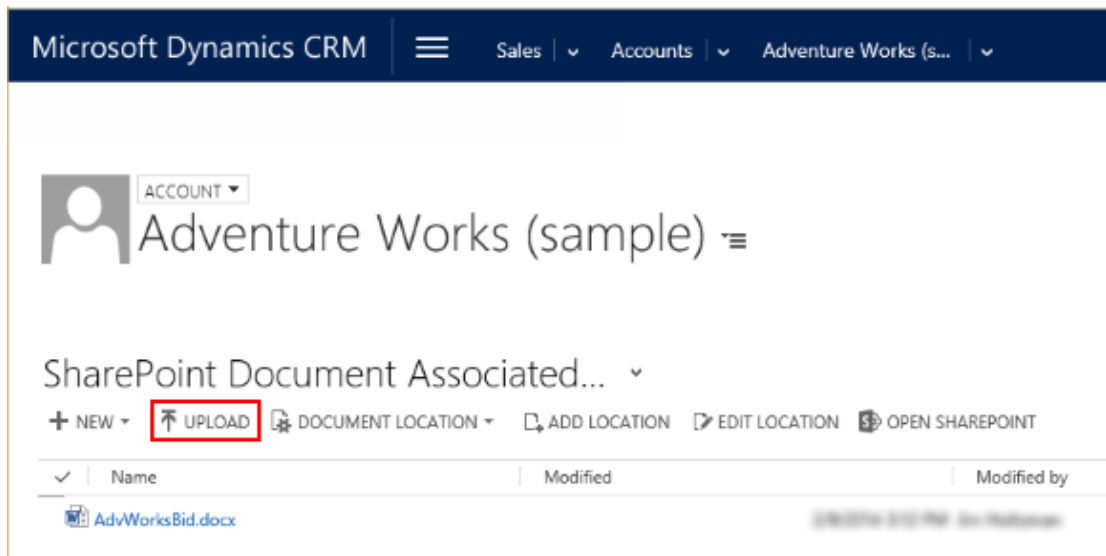 Microsoft Dynamics CRM Sales Accounts Adventure Works (s...
ACCOUNT
Adventure Works (sample)
SharePoint Document Associated...
NEW UPLOAD DOCUMENT LOCATION ADD LOCATION EDIT LOCATION OPEN SHAREPOINT
Name Modified Modified by
AdvWorksBid.docx